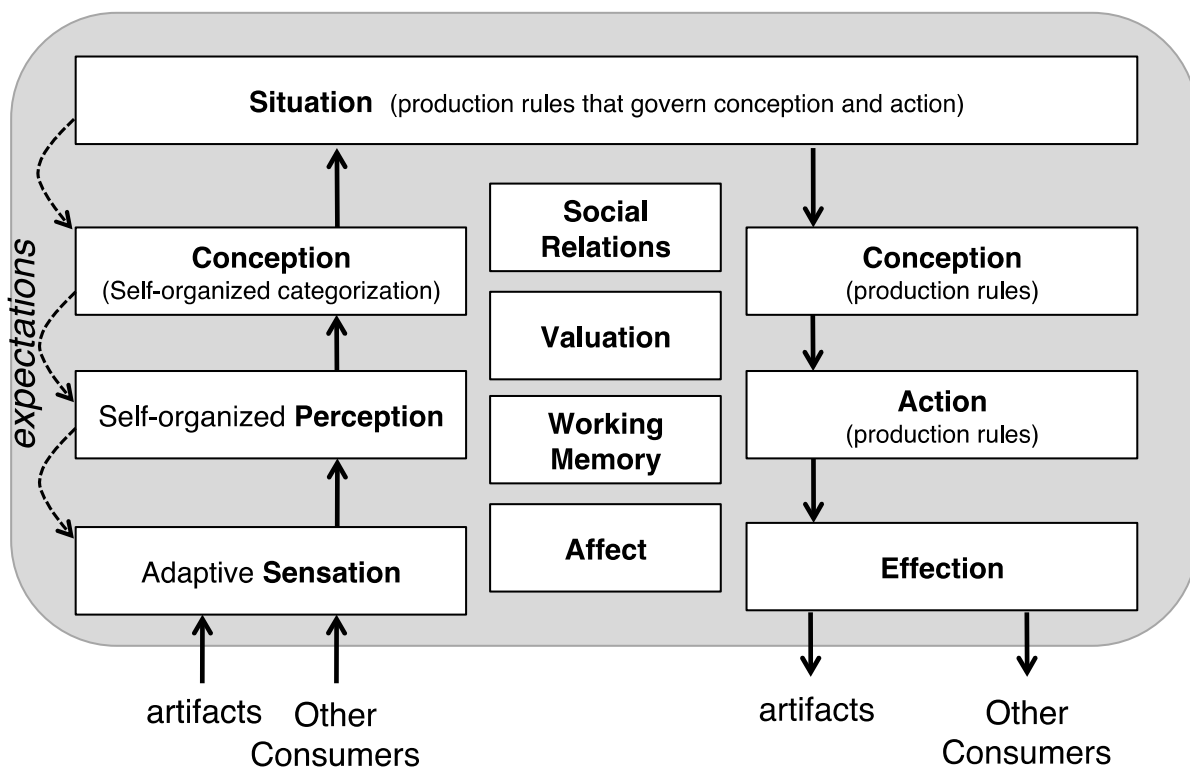 Situation (production rules that govern conception and action)
expectations
Conception
(Self-organized categorization)
Self-organized Perception
Adaptive Sensation
artifacts
Other
Consumers
Social
Relations
Valuation
Working
Memory
Affect
Conception
(production rules)
Action
(production rules)
Effection
artifacts
Other
Consumers